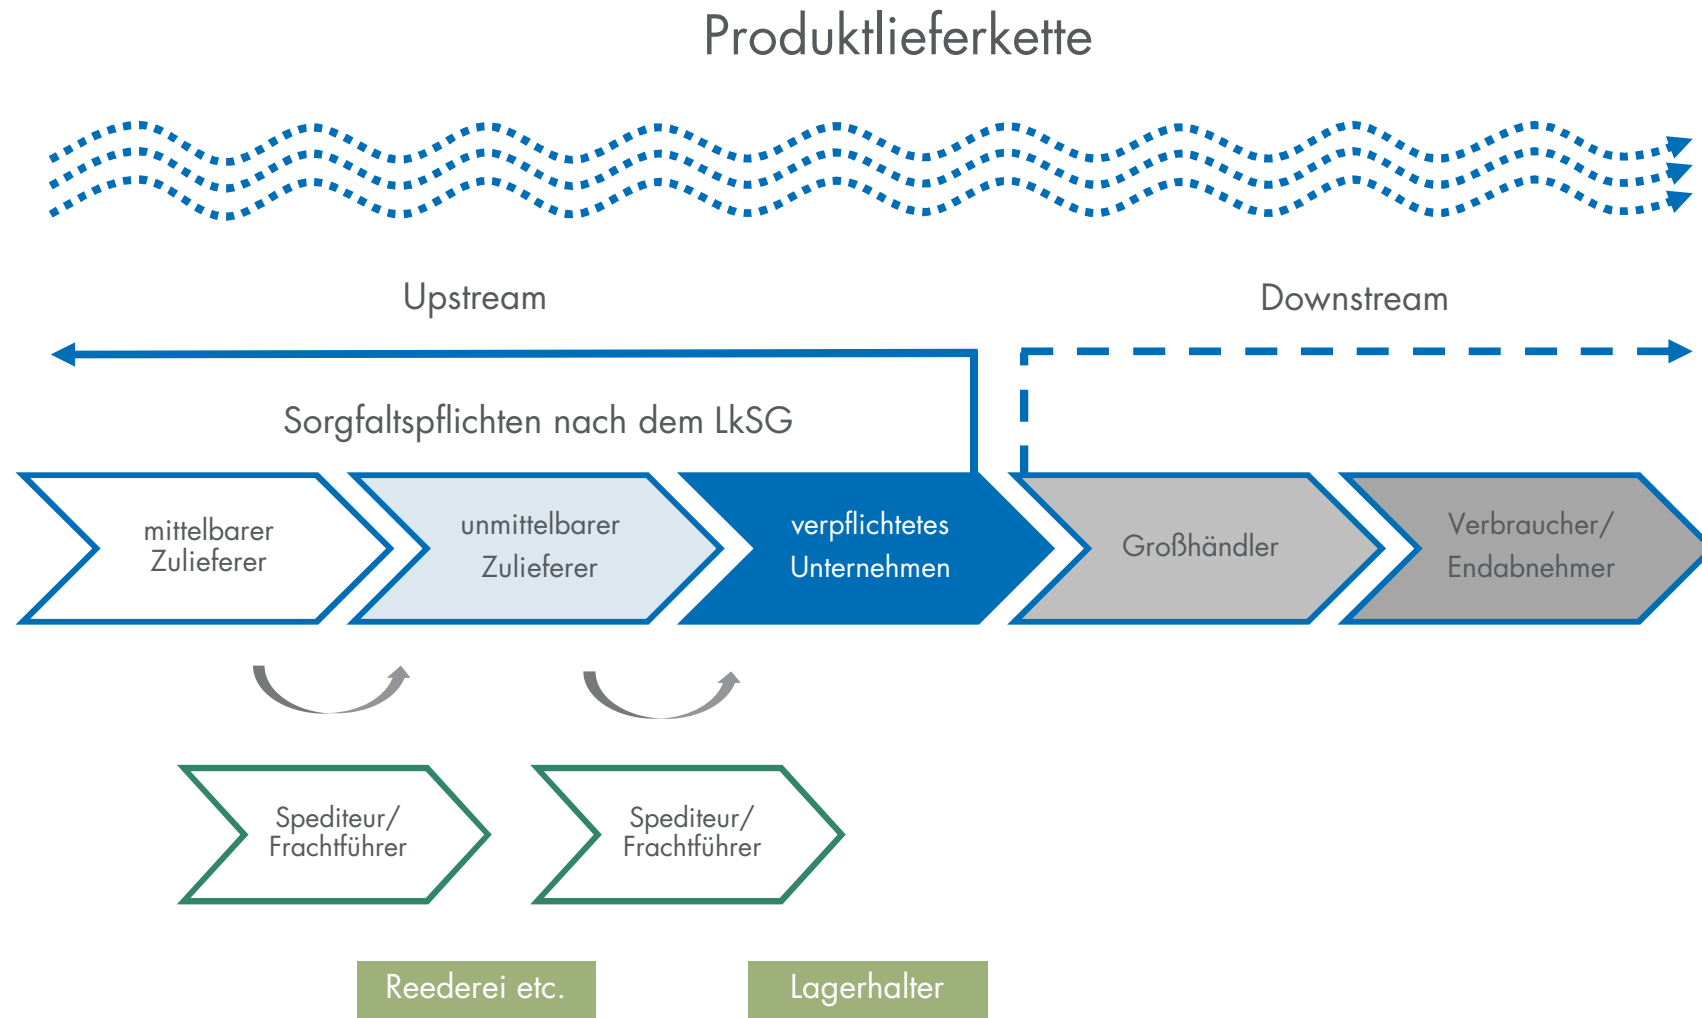 Produktlieferkette
Upstream
Downstream
Sorgfaltspflichten nach dem LkSG
mittelbarer
Zulieferer
unmittelbarer
Zulieferer
verpflichtetes
Unternehmen
Großhändler
Verbraucher/
Endabnehmer
Spediteur/
Frachtführer
Spediteur/
Frachtführer
Reederei etc.
Lagerhalter